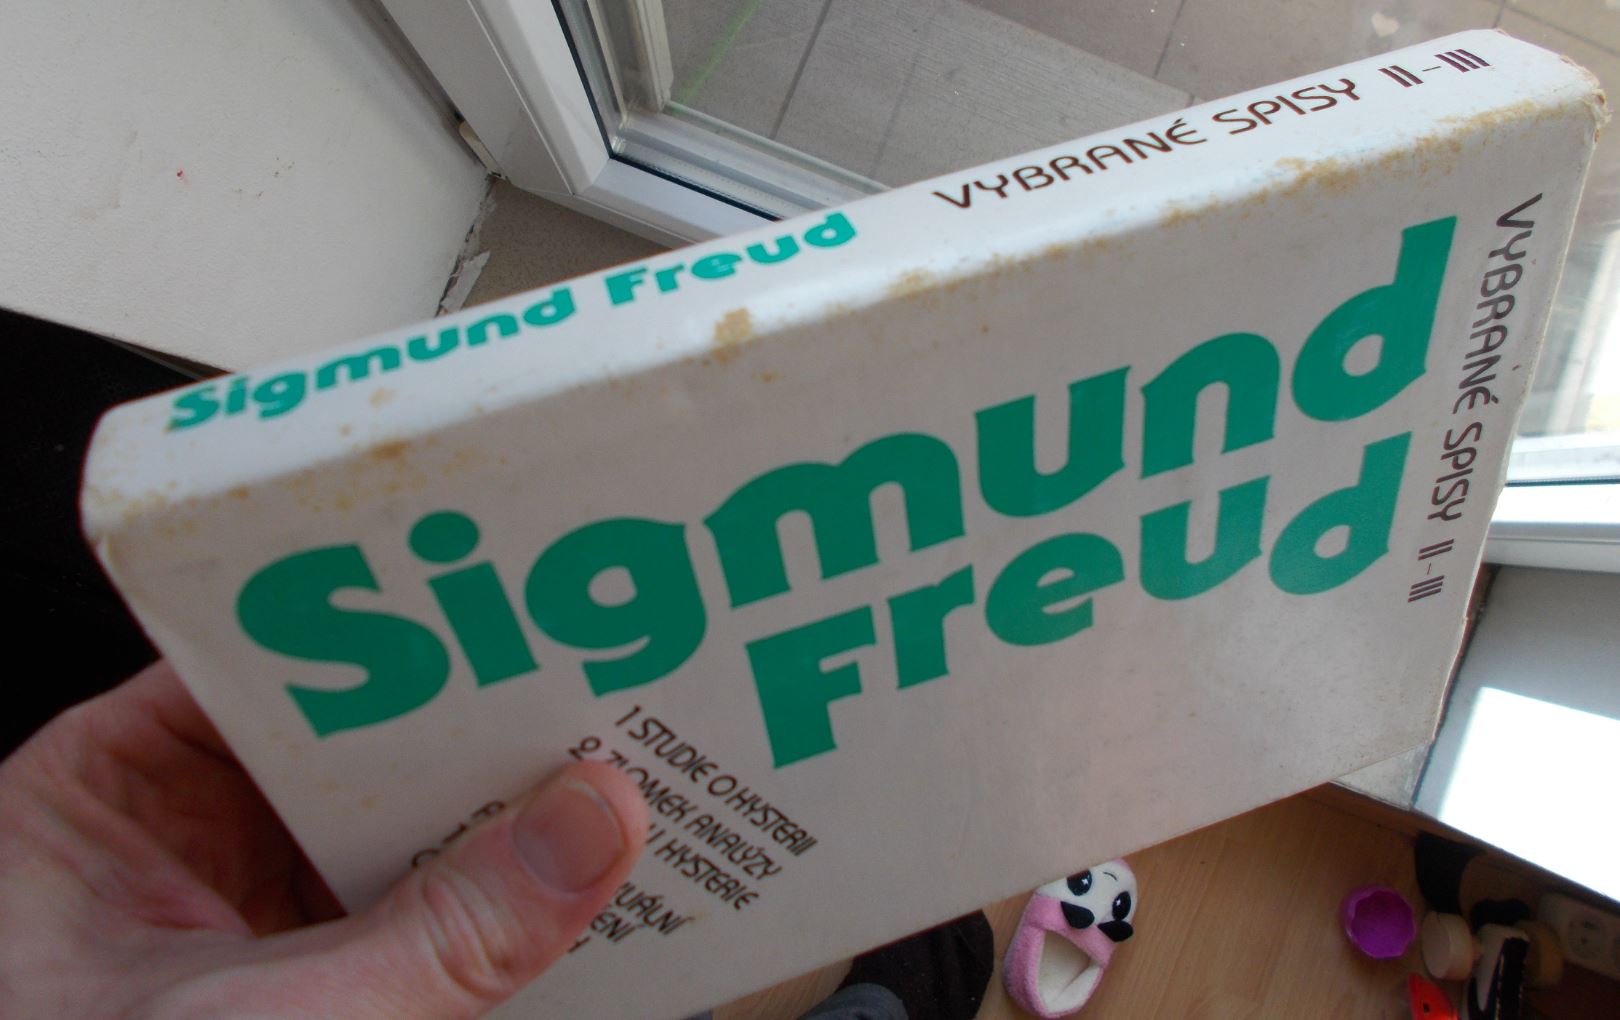 Sigmund Freud VYBRANÉ SPISY II-III
Sigmund
Freud
VYBRANÉ SPISY II-III
1 STUDIE O HYSTERII
2 ZLOMEK ANALÝZY
HYSTERIE